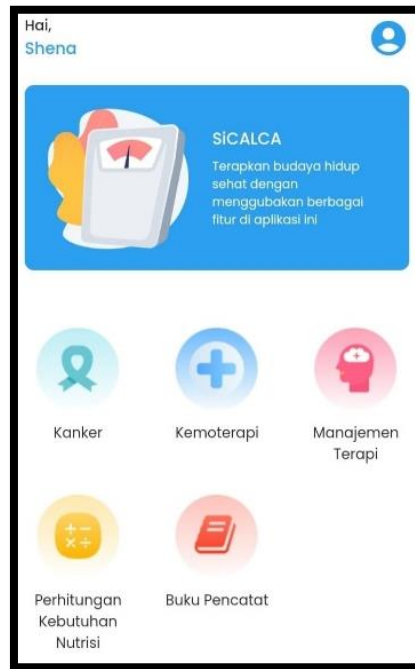 Hai,
Shena
SiCALCA
Terapkan budaya hidup
sehat dengan
menggubakan berbagai
fitur di aplikasi ini
Kanker
Kemoterapi
Manajemen
Terapi
Perhitungan
Kebutuhan
Nutrisi
Buku Pencatat